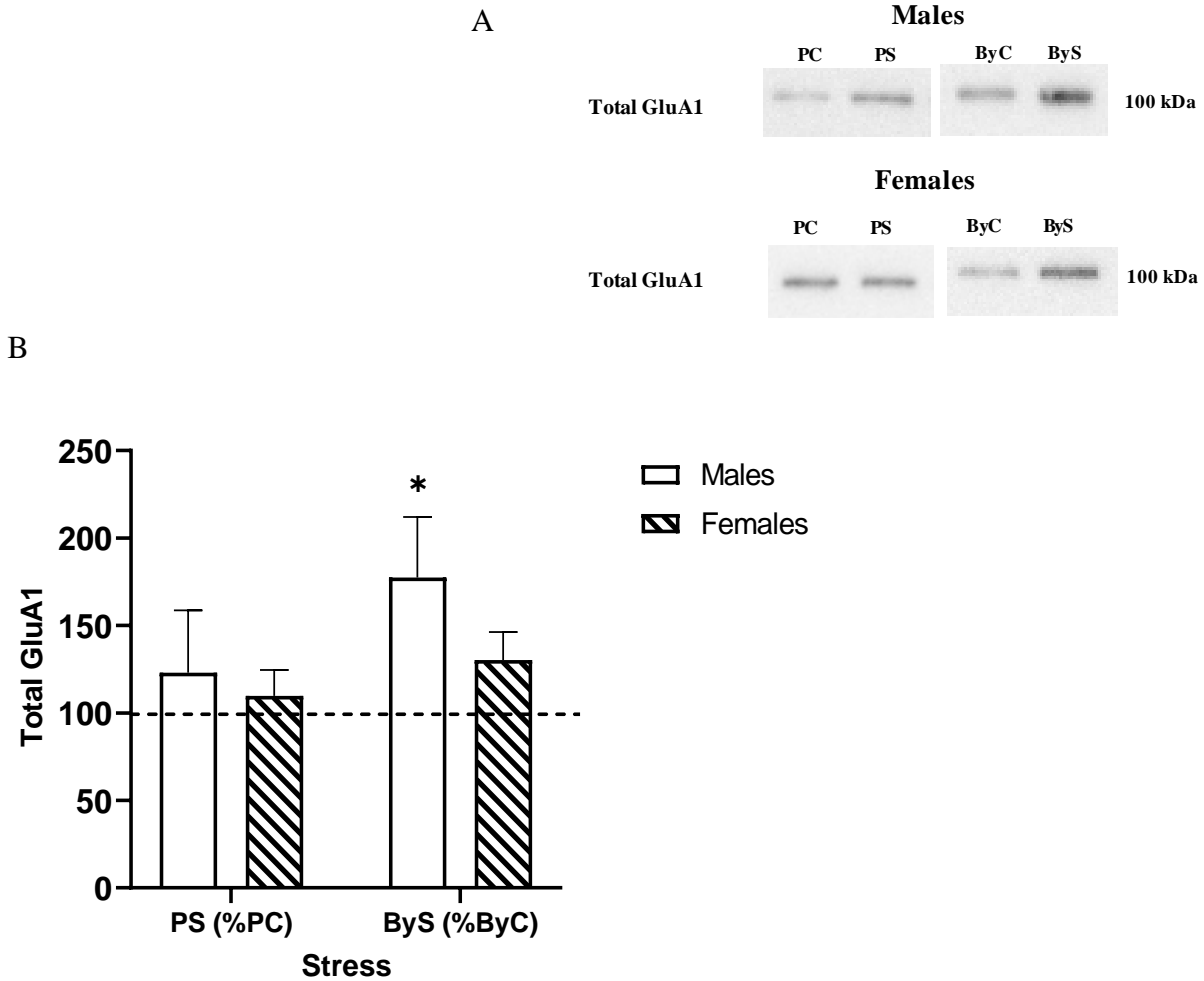 A
Males
PC PS ByC ByS
Total GluA1
100 kDa
Females
PC PS ByC ByS
Total GluA1
100 kDa
B
250
200
150
100
50
0
Total GluA1
*
PS (%PC) ByS (%ByC)
Stress
Males
Females